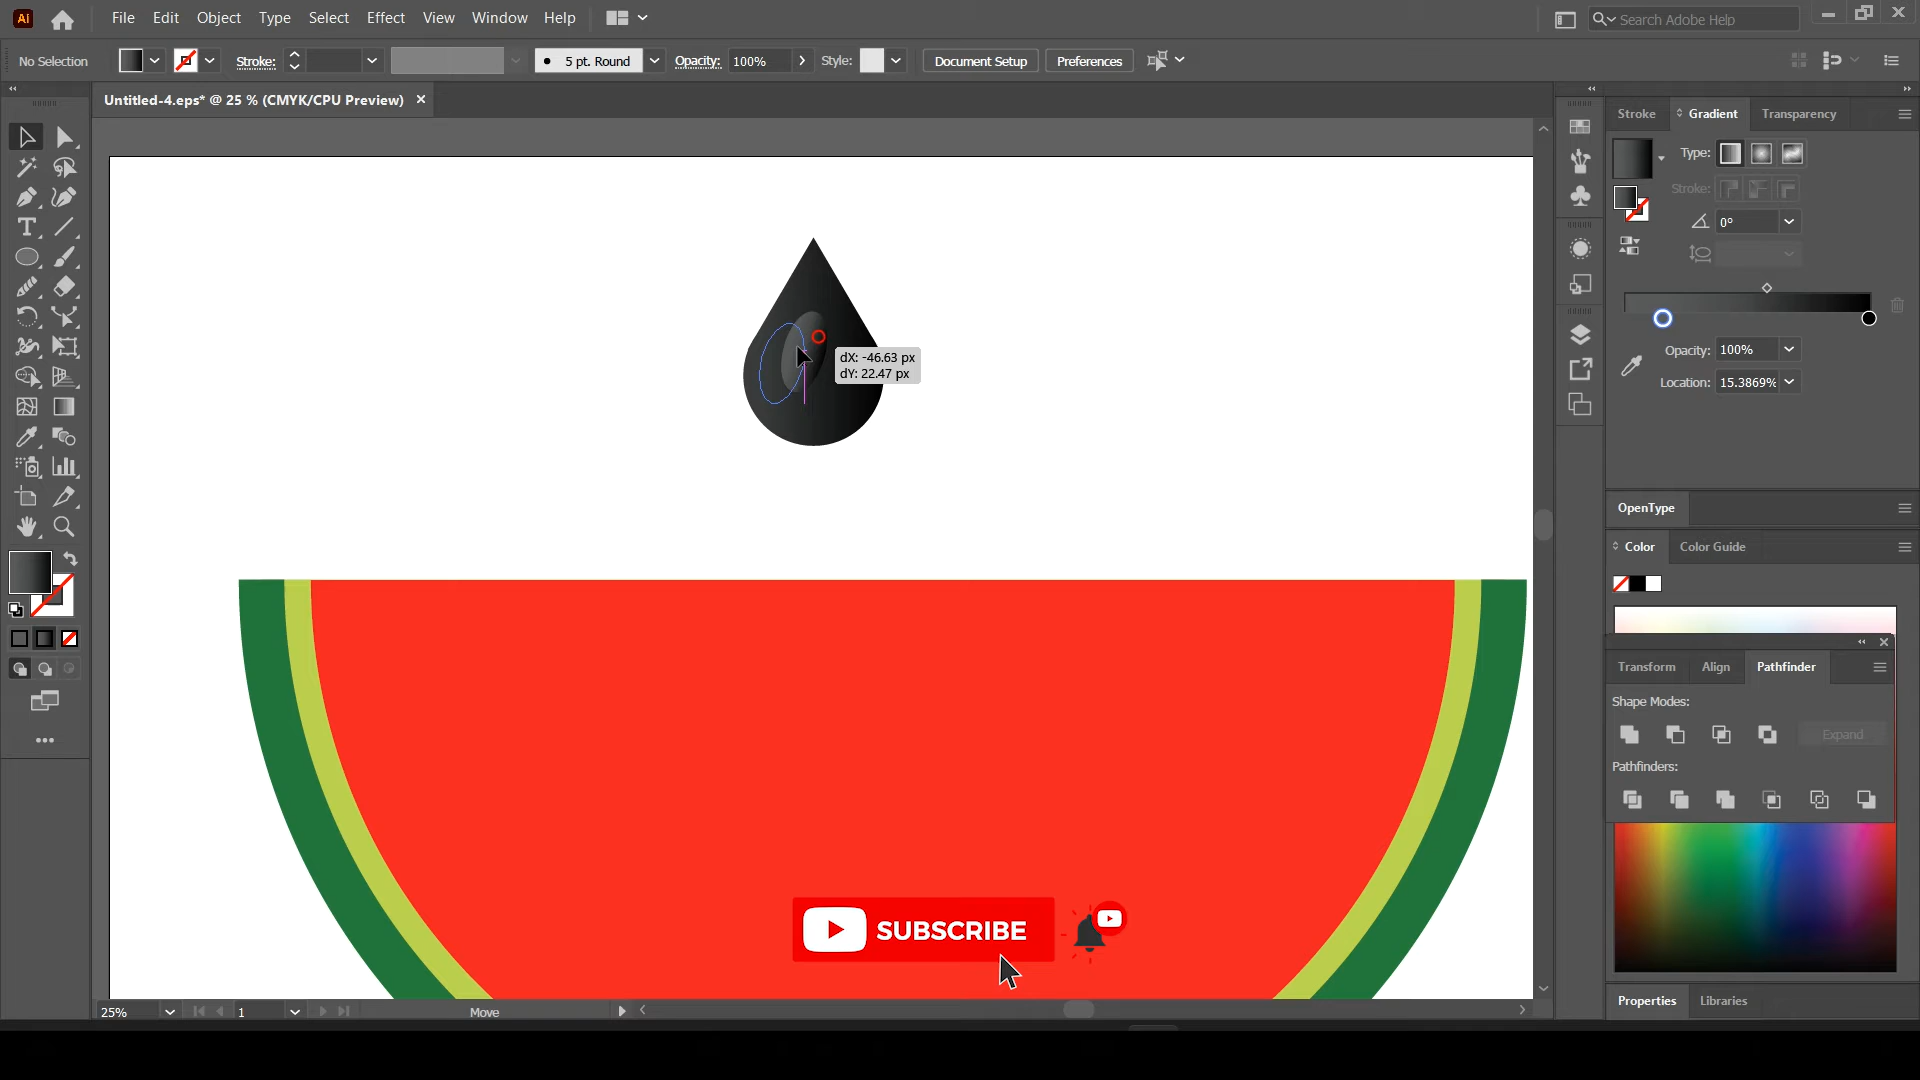 Ai File Edit Object Type Select Effect View Window Help Search Adobe Help
No Selection Stroke: 5 pt. Round Opacity: 100% Style: Document Setup Preferences
Untitled-4.eps* @ 25 % (CMYK/CPU Preview)
Stroke Gradient Transparency
Type:
Stroke:
0°
Opacity: 100%
Location: 15.3869%
dX: -46.63 px
dY: 22.47 px
OpenType
Color Color Guide
Transform Align Pathfinder
Shape Modes:
Expand
Pathfinders:
SUBSCRIBE
Properties Libraries
25% 1 Move